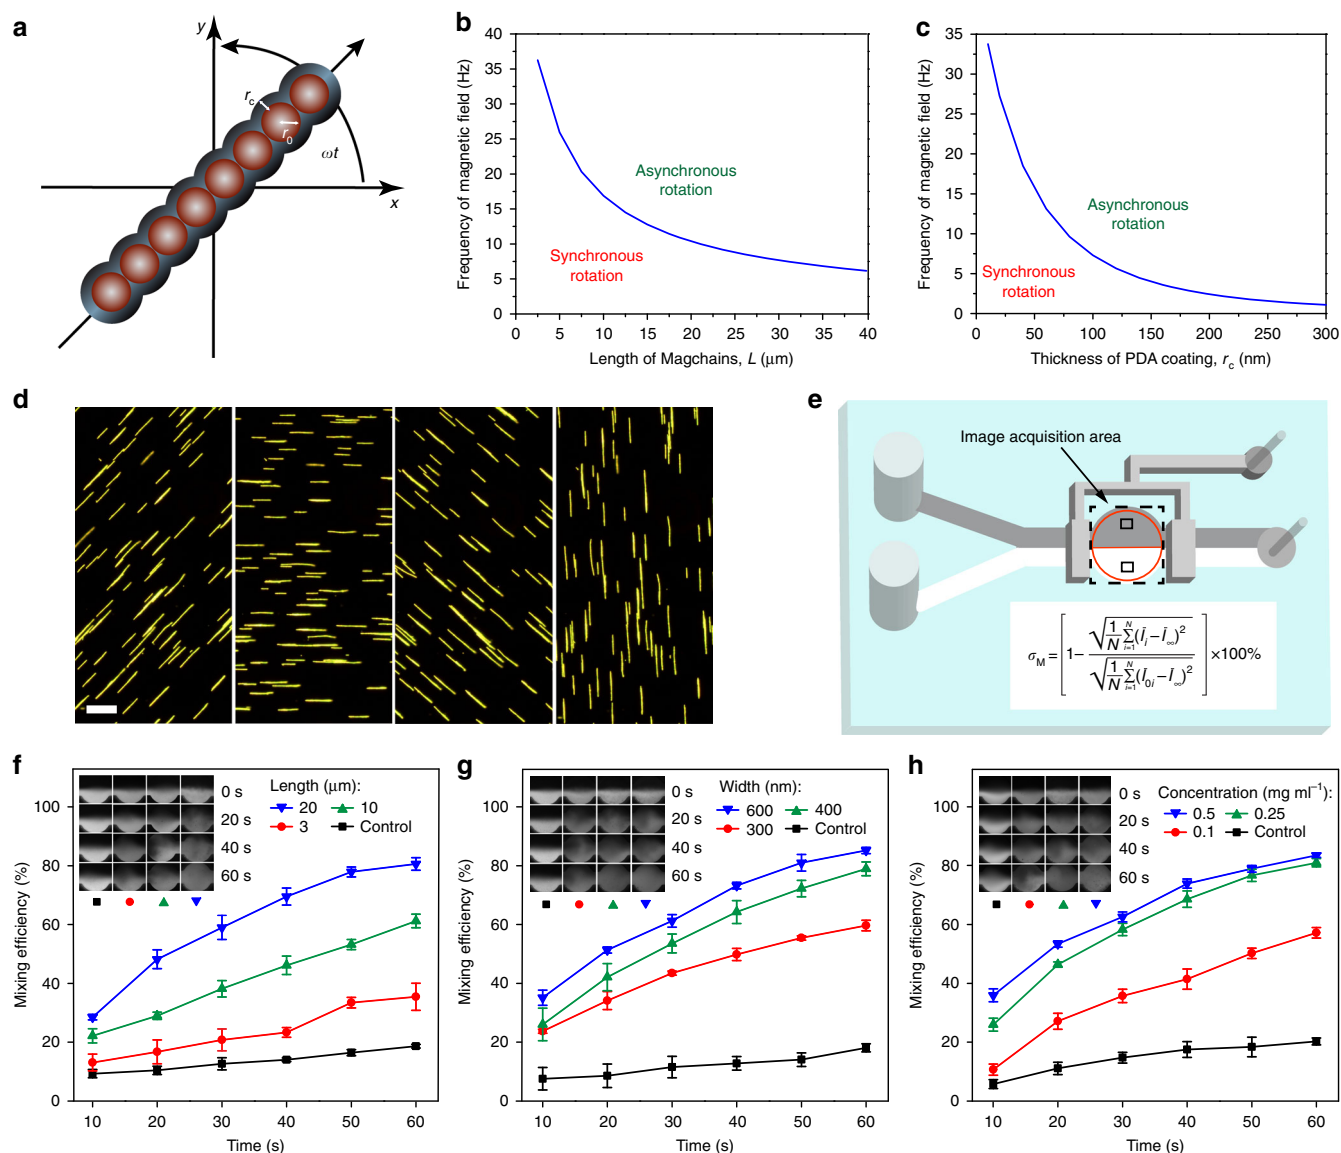 a
y
x
r_c
r_0
ωt
b
Frequency of magnetic field (Hz)
40
35
30
25
20
15
10
5
0
Asynchronous
rotation
Synchronous
rotation
0 5 10 15 20 25 30 35 40
Length of Magchains, L (μm)
c
Frequency of magnetic field (Hz)
35
30
25
20
15
10
5
0
Asynchronous
rotation
Synchronous
rotation
0 50 100 150 200 250 300
Thickness of PDA coating, r_c (nm)
d
e
Image acquisition area
σ_M = [1 − √(1/N ∑_{i=1}^{N} (Ī_i − Ī_∞)²) / √(1/N ∑_{i=1}^{N} (Ī_{0i} − Ī_∞)²)] ×100%
f
Mixing efficiency (%)
100
80
60
40
20
0
0 s
20 s
40 s
60 s
Length (μm):
20 10
3 Control
10 20 30 40 50 60
Time (s)
g
Mixing efficiency (%)
100
80
60
40
20
0
0 s
20 s
40 s
60 s
Width (nm):
600 400
300 Control
10 20 30 40 50 60
Time (s)
h
Mixing efficiency (%)
100
80
60
40
20
0
0 s
20 s
40 s
60 s
Concentration (mg ml⁻¹):
0.5 0.25
0.1 Control
10 20 30 40 50 60
Time (s)